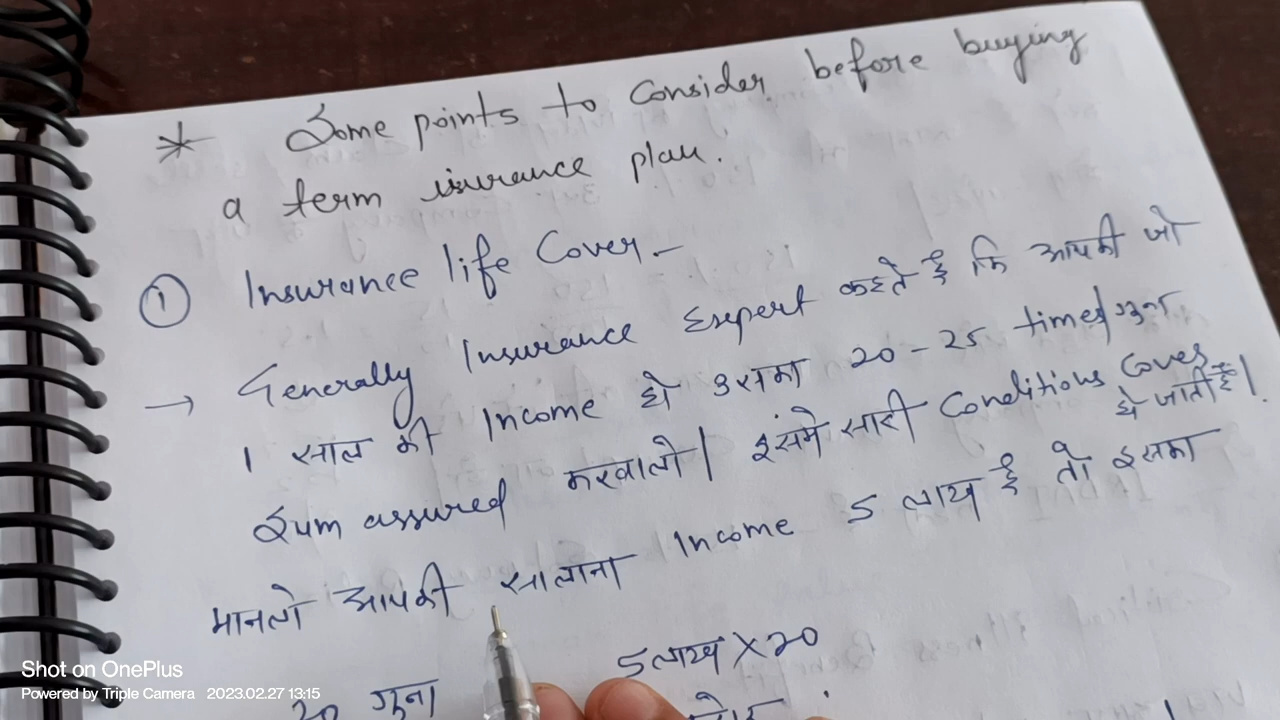 * Some points to Consider before buying
a term insurance plan.
① Insurance life Cover -
→ Generally Insurance Expert कहते हैं कि आपकी जो
1 साल की Income हो उसका 20-25 times/गुना
Sum assured करवालो। इसमे सारी Conditions Cover
हो जाती है।
मानलो आपकी सालाना Income 5 लाख है तो इसका
20 गुना 5 लाख X 20
Shot on OnePlus
Powered by Triple Camera 2023.02.27 13:15